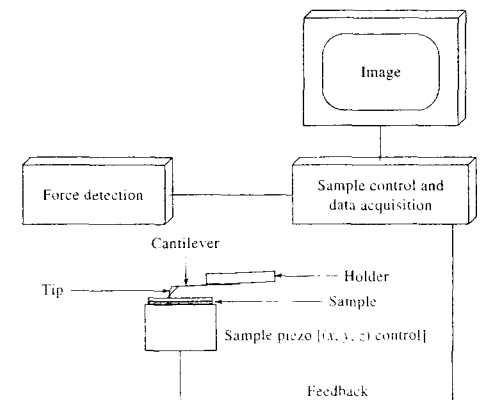 Image
Force detection
Sample control and
data acquisition
Cantilever
Holder
Tip
Sample
Sample piezo [(x, y, z) control]
Feedback